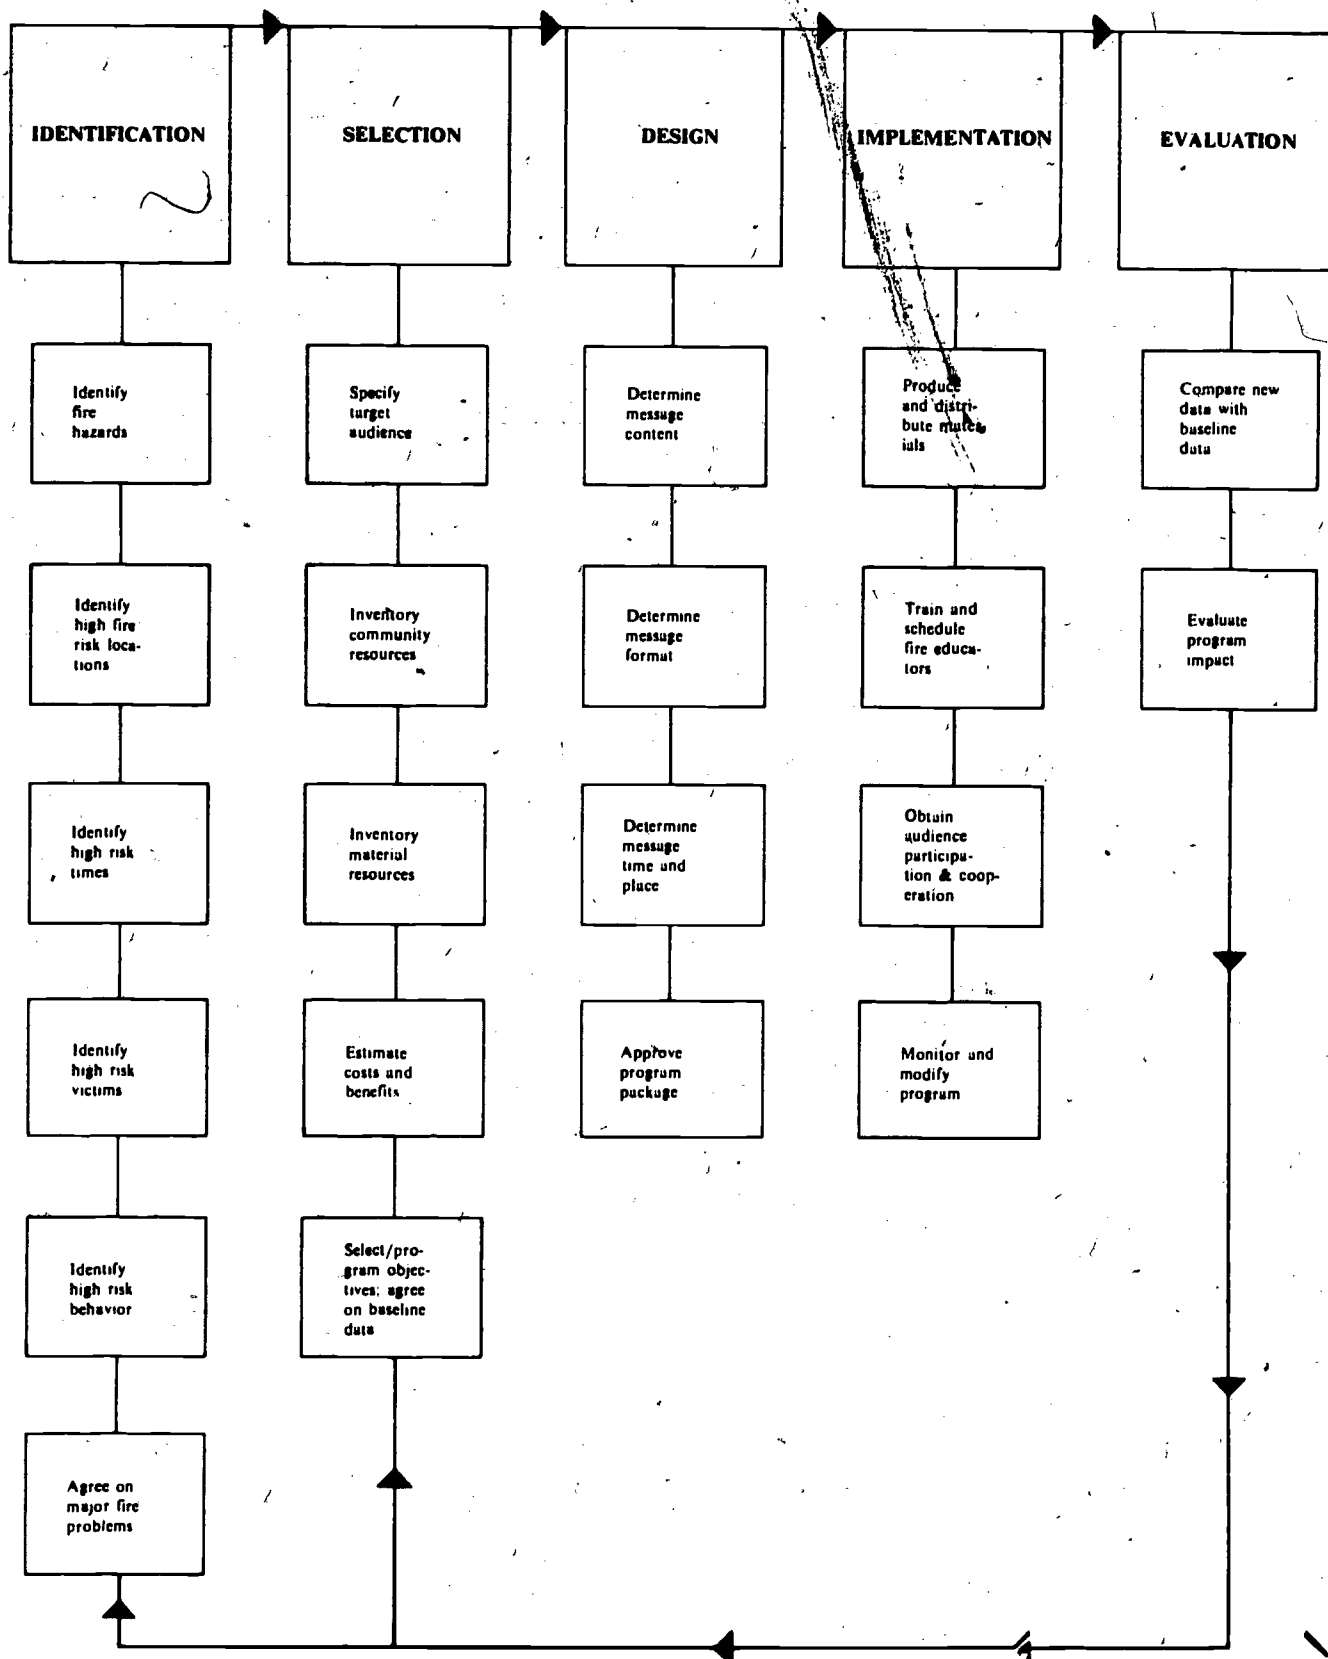 IDENTIFICATION
SELECTION
DESIGN
IMPLEMENTATION
EVALUATION
Identify
fire
hazards
Identify
high fire
risk loca-
tions
Identify
high risk
times
Identify
high risk
victims
Identify
high risk
behavior
Agree on
major fire
problems
Specify
target
audience
Inventory
community
resources
Inventory
material
resources
Estimate
costs and
benefits
Select/pro-
gram objec-
tives; agree
on baseline
data
Determine
message
content
Determine
message
format
Determine
message
time and
place
Approve
program
package
Produce
and distri-
bute mater-
ials
Train and
schedule
fire educa-
tors
Obtain
audience
participa-
tion & coop-
eration
Monitor and
modify
program
Compare new
data with
baseline
data
Evaluate
program
impact